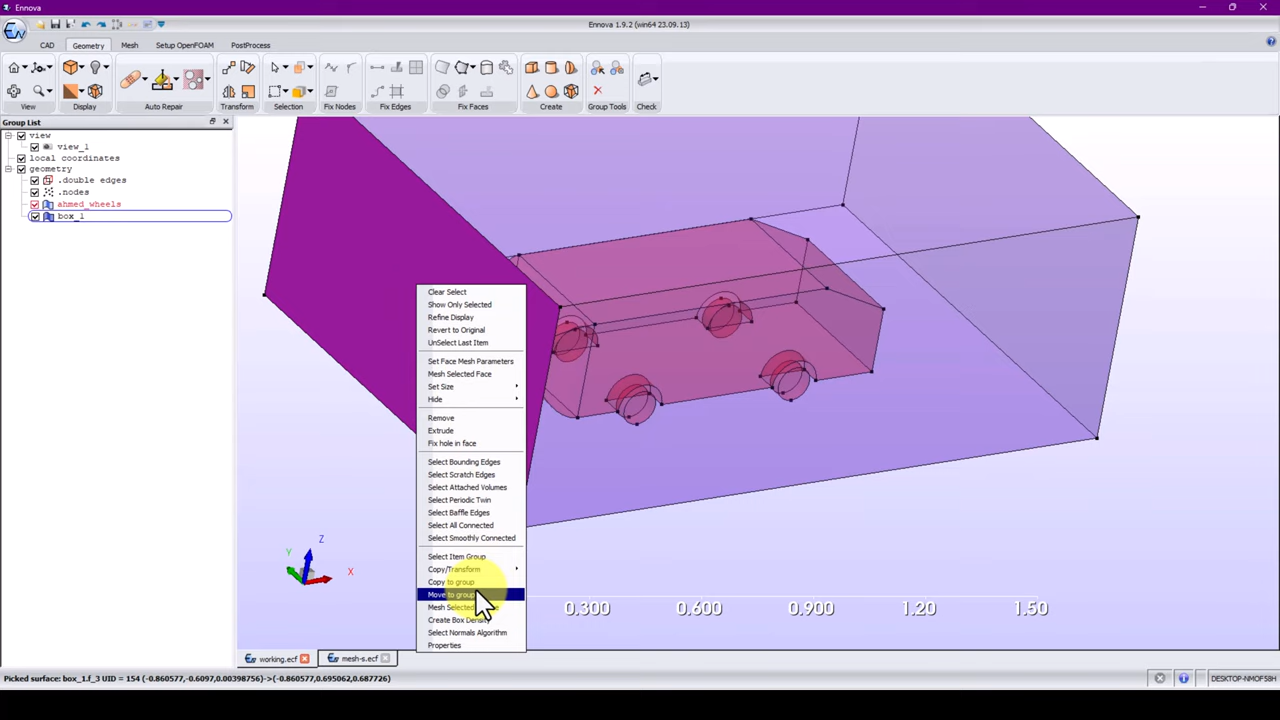 Ennova
Ennova 1.9.2 (win64 23.09.13)
CAD
Geometry
Mesh
Setup OpenFOAM
PostProcess
View
Display
Auto Repair
Transform
Selection
Fix Nodes
Fix Edges
Fix Faces
Create
Group Tools
Check
Group List
view
view_1
local coordinates
geometry
.double edges
.nodes
ahmed_wheels
box_1
Clear Select
Show Only Selected
Refine Display
Revert to Original
UnSelect Last Item
Set Face Mesh Parameters
Mesh Selected Face
Set Size
Hide
Remove
Extrude
Fix hole in face
Select Bounding Edges
Select Scratch Edges
Select Attached Volumes
Select Periodic Twin
Select Baffle Edges
Select All Connected
Select Smoothly Connected
Select Item Group
Copy/Transform
Copy to group
Move to group
Mesh Selected
Create Box Density
Select Normals Algorithm
Properties
Z
Y
X
0.300
0.600
0.900
1.20
1.50
working.ecf
mesh-s.ecf
Picked surface: box_1.f_3 UID = 154 (-0.860577,-0.6097,0.00398756)->(-0.860577,0.695062,0.687726)
DESKTOP-NMOF58H